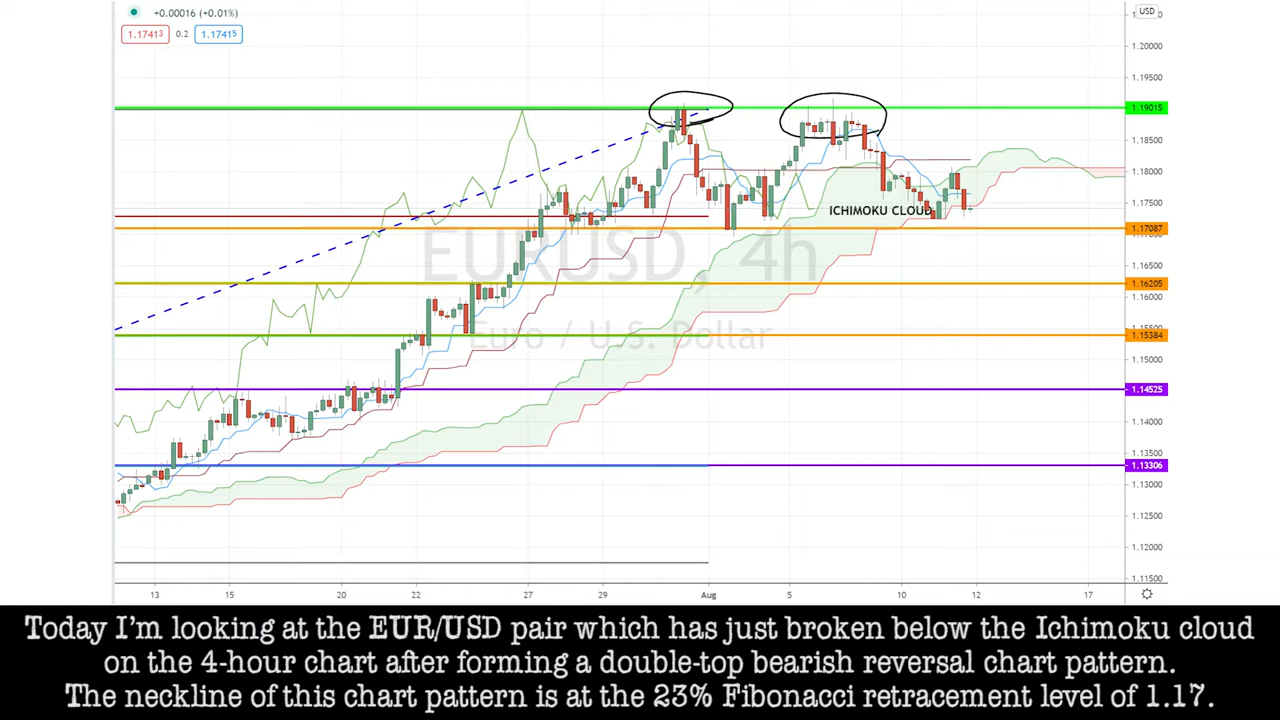 +0.00016 (+0.01%)
USD
1.17413 0.2 1.17415
1.20000
1.19500
1.19015
1.18500
1.18000
1.17500
ICHIMOKU CLOUD
1.17087
EURUSD, 4h
1.16500
1.16205
1.16000
Euro / U.S. Dollar
1.15384
1.15000
1.14525
1.14000
1.13500
1.13306
1.13000
1.12500
1.12000
1.11500
13 15 20 22 27 29 Aug 5 10 12 17
Today I'm looking at the EUR/USD pair which has just broken below the Ichimoku cloud
on the 4-hour chart after forming a double-top bearish reversal chart pattern.
The neckline of this chart pattern is at the 23% Fibonacci retracement level of 1.17.